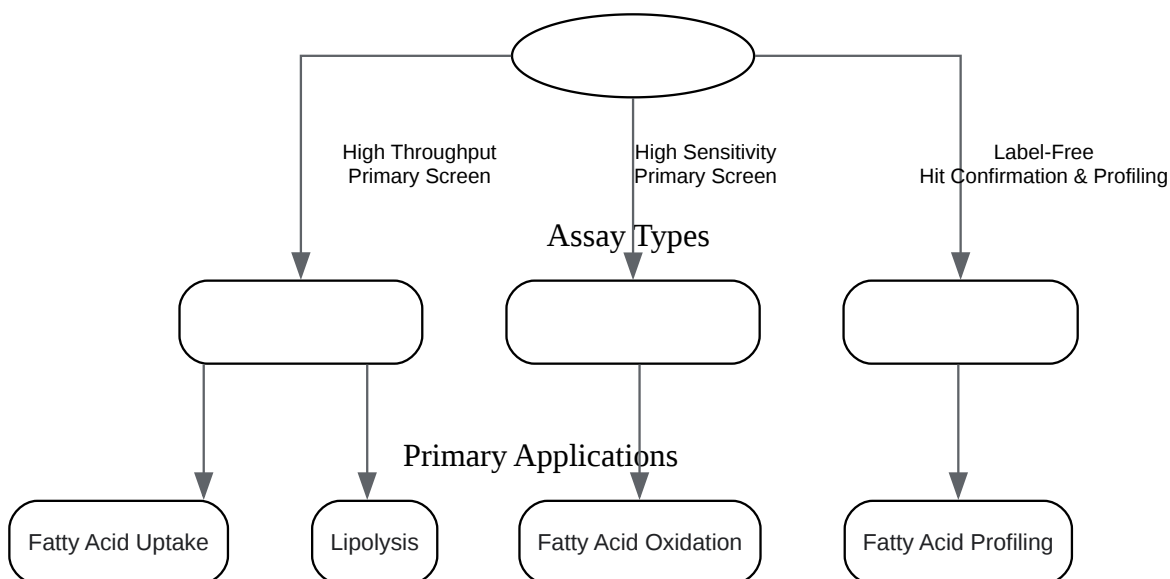 High Throughput
Primary Screen
High Sensitivity
Primary Screen
Label-Free
Hit Confirmation & Profiling
Assay Types
Primary Applications
Fatty Acid Uptake
Lipolysis
Fatty Acid Oxidation
Fatty Acid Profiling